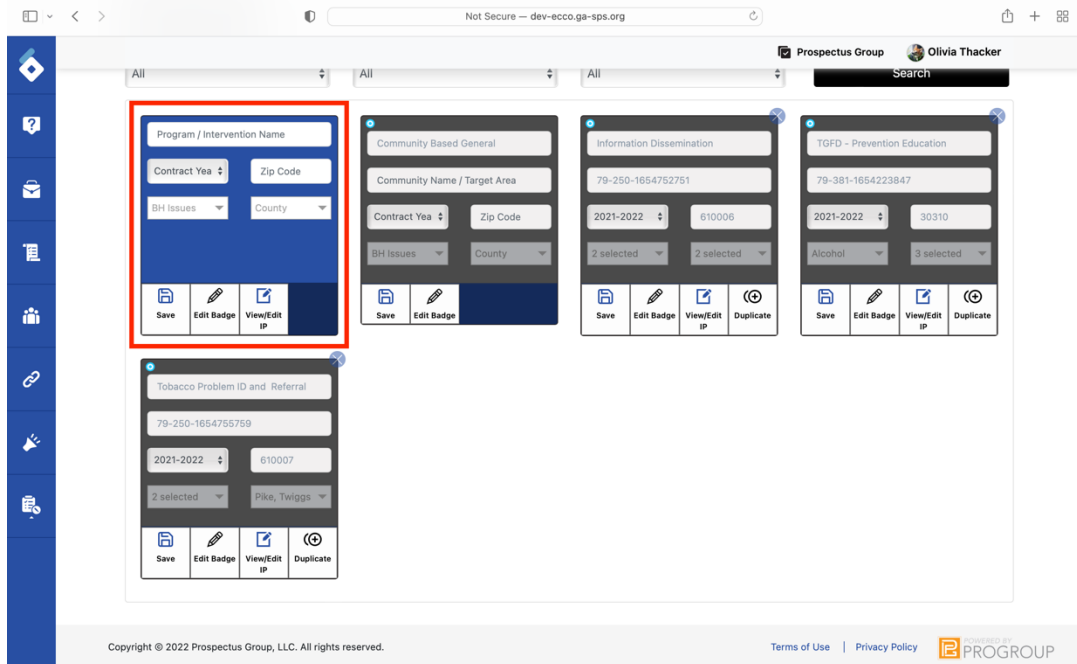 Not Secure — dev-ecco.ga-sps.org
Prospectus Group
Olivia Thacker
All
All
All
Search
Program / Intervention Name
Contract Yea
Zip Code
BH Issues
County
Save
Edit Badge
View/Edit
IP
Community Based General
Community Name / Target Area
Contract Yea
Zip Code
BH Issues
County
Save
Edit Badge
Information Dissemination
79-250-1654752751
2021-2022
610006
2 selected
2 selected
Save
Edit Badge
View/Edit
IP
Duplicate
TGFD - Prevention Education
79-381-1654223847
2021-2022
30310
Alcohol
3 selected
Save
Edit Badge
View/Edit
IP
Duplicate
Tobacco Problem ID and Referral
79-250-1654755759
2021-2022
610007
2 selected
Pike, Twiggs
Save
Edit Badge
View/Edit
IP
Duplicate
Copyright © 2022 Prospectus Group, LLC. All rights reserved.
Terms of Use | Privacy Policy
POWERED BY
PROGROUP